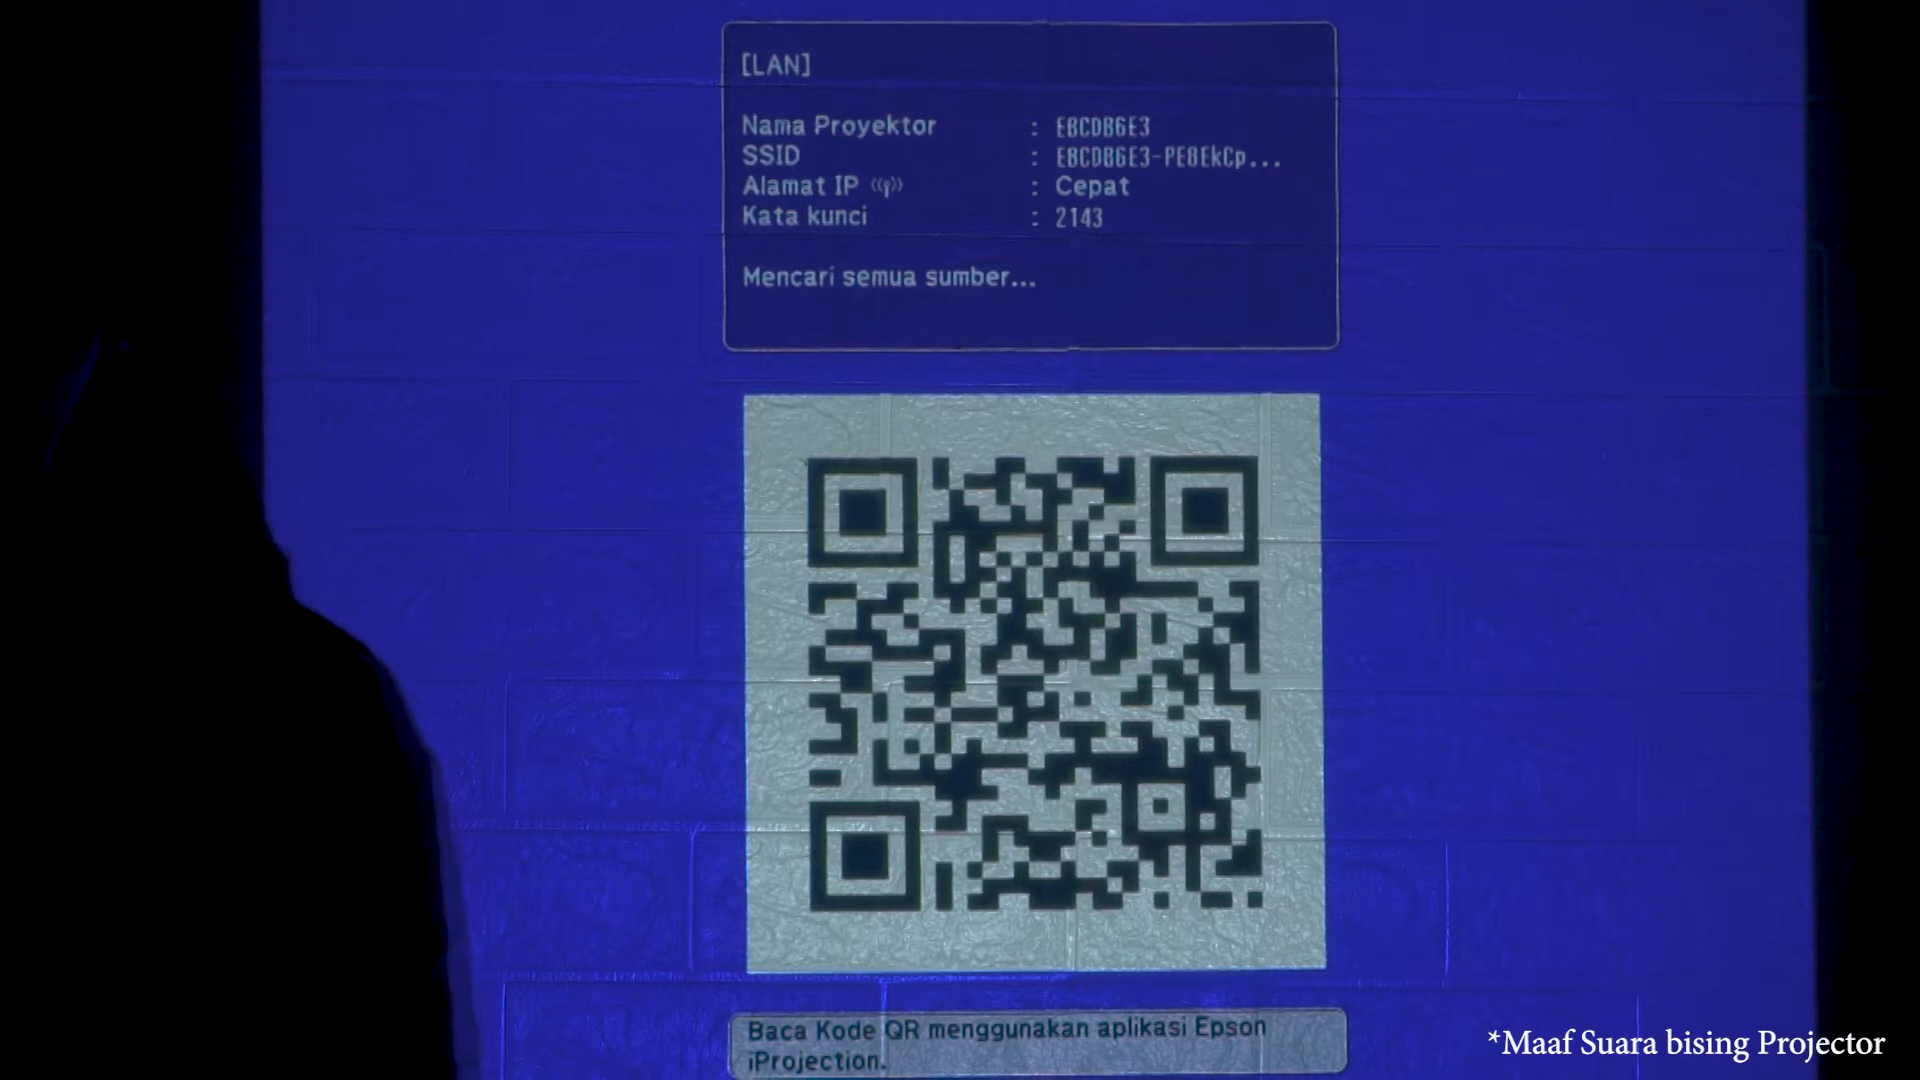 [LAN]
Nama Proyektor : EBCDB6E3
SSID : EBCDB6E3-PE8EkCp...
Alamat IP : Cepat
Kata kunci : 2143
Mencari semua sumber...
Baca Kode QR menggunakan aplikasi Epson
iProjection.
*Maaf Suara bising Projector